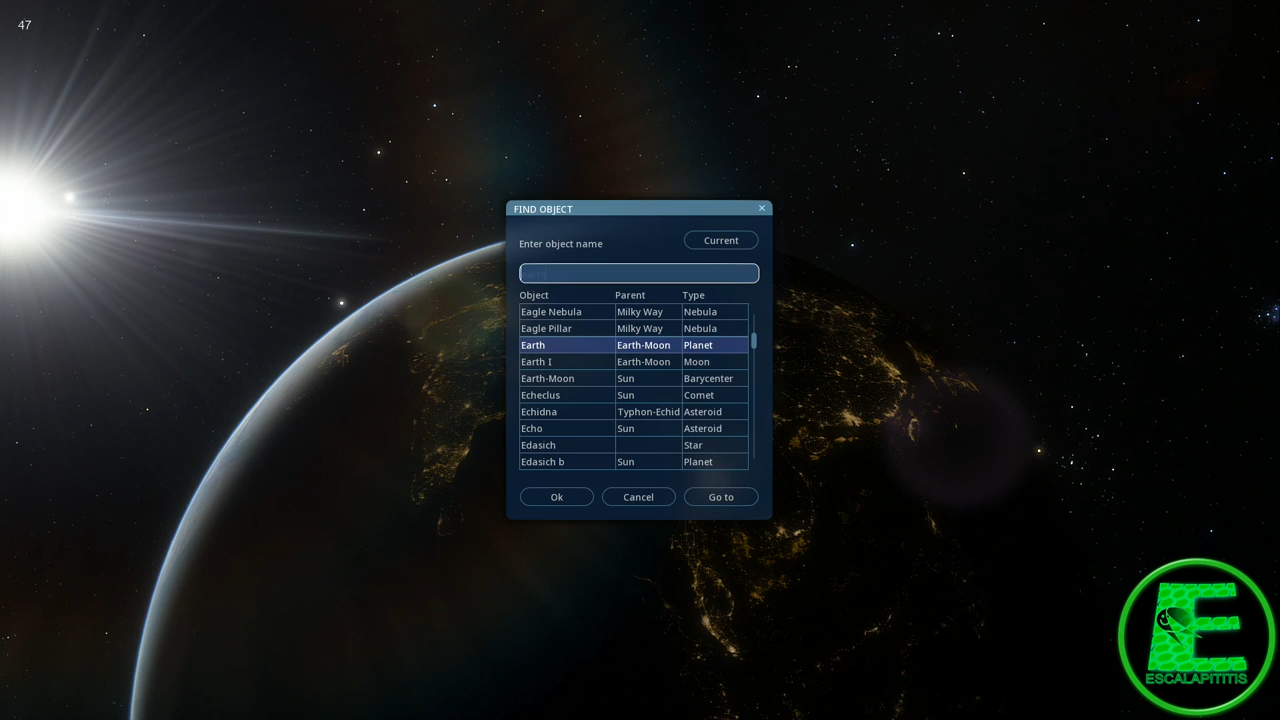 47
FIND OBJECT
Enter object name
Current
Object Parent Type
Eagle Nebula Milky Way Nebula
Eagle Pillar Milky Way Nebula
Earth Earth-Moon Planet
Earth I Earth-Moon Moon
Earth-Moon Sun Barycenter
Echeclus Sun Comet
Echidna Typhon-Echid Asteroid
Echo Sun Asteroid
Edasich Star
Edasich b Sun Planet
Ok Cancel Go to
E
ESCALAPITITIS